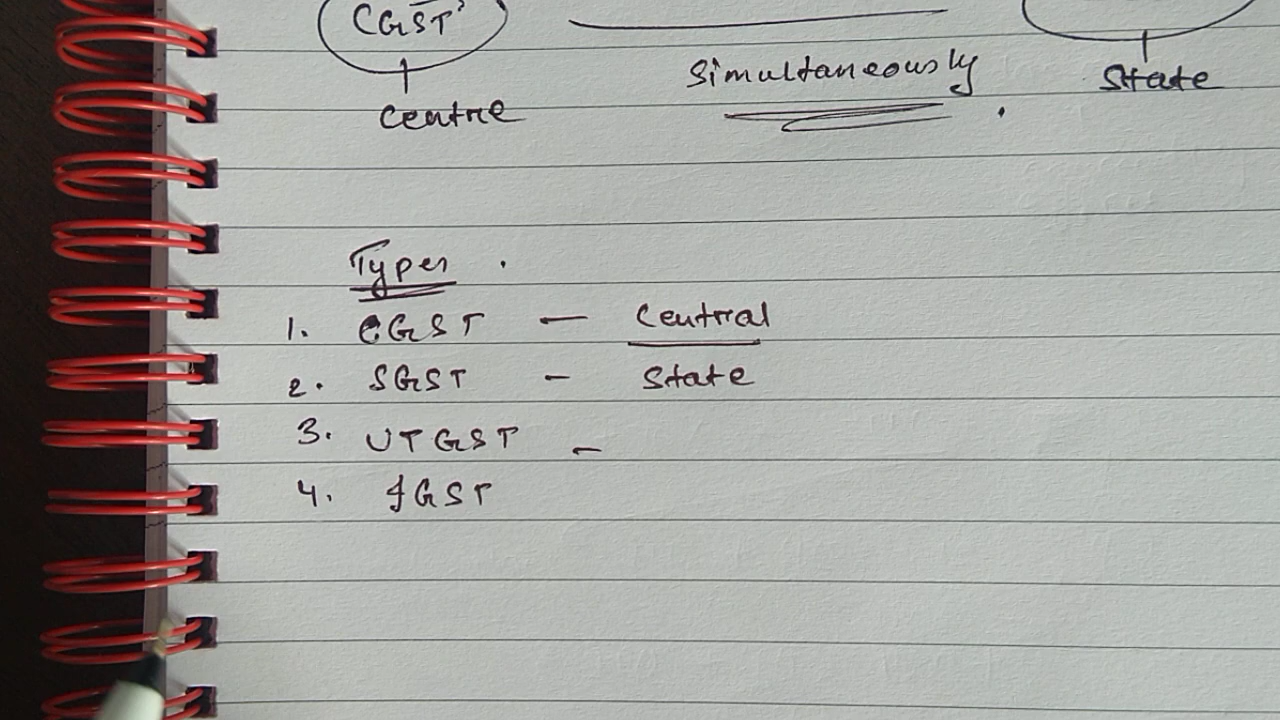 CGST
Simultaneously
State
Centre
Types
1. CGST — Central
2. SGST - State
3. UTGST -
4. IGST